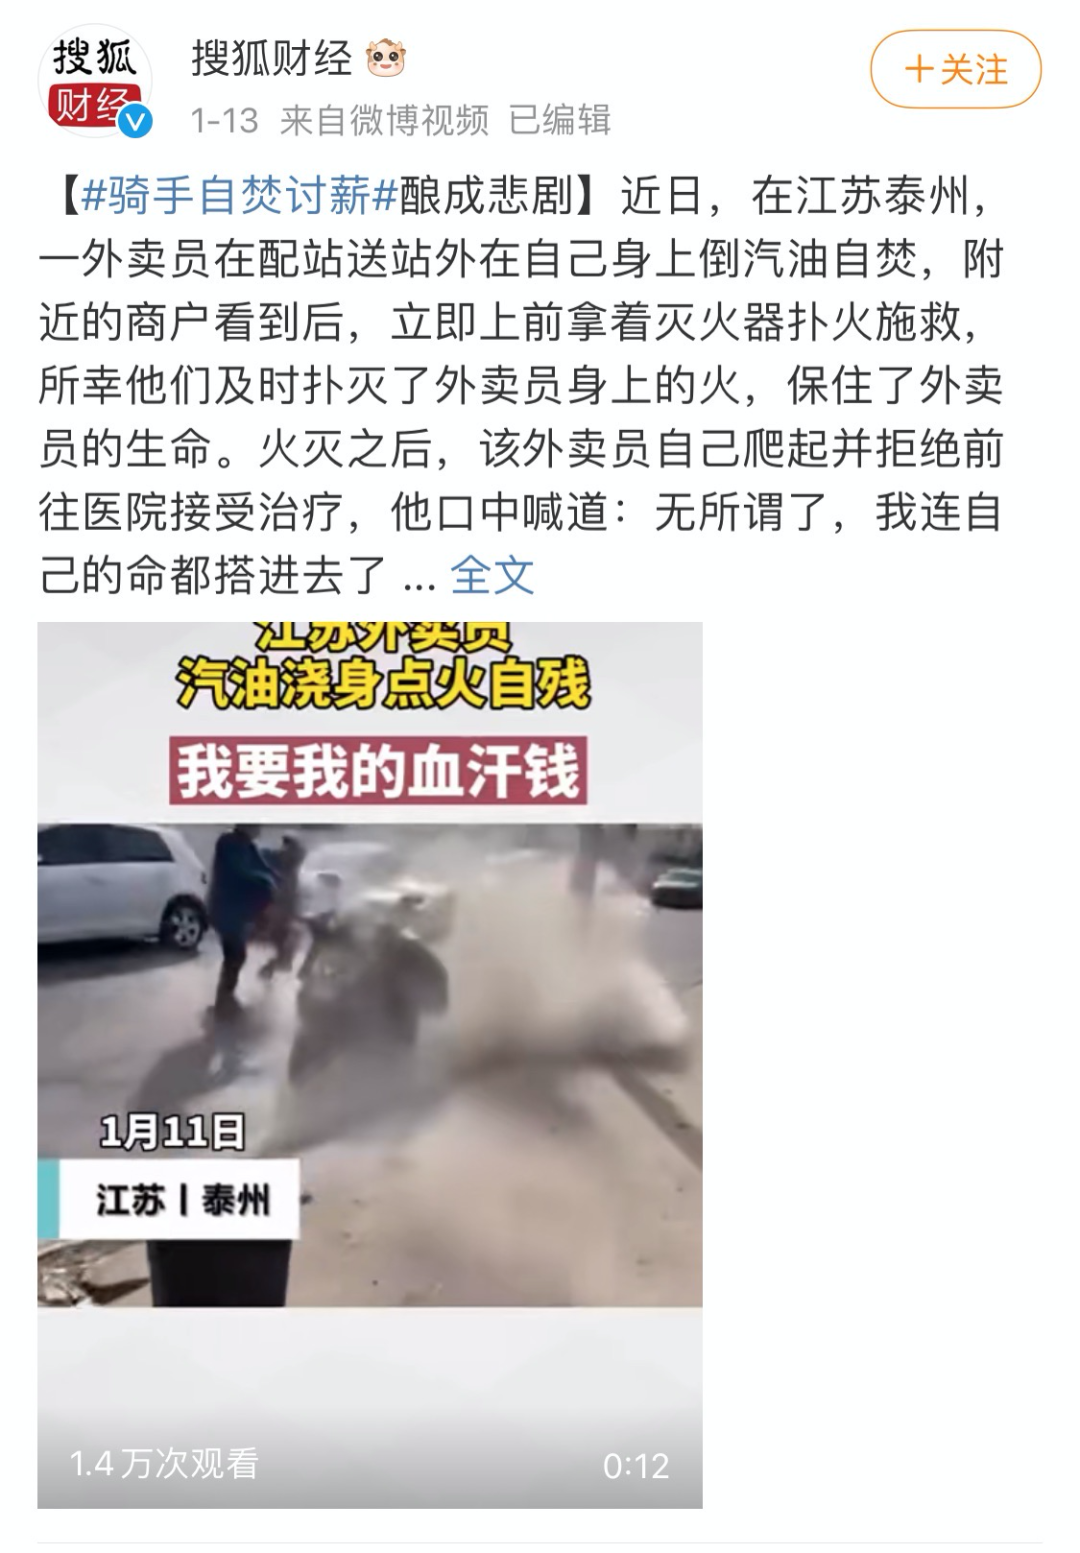 搜狐
财经
搜狐财经
1-13 来自微博视频 已编辑
+关注
【#骑手自焚讨薪#酿成悲剧】近日，在江苏泰州，
一外卖员在配站送站外在自己身上倒汽油自焚，附
近的商户看到后，立即上前拿着灭火器扑火施救，
所幸他们及时扑灭了外卖员身上的火，保住了外卖
员的生命。火灭之后，该外卖员自己爬起并拒绝前
往医院接受治疗，他口中喊道：无所谓了，我连自
己的命都搭进去了 ... 全文
江苏外卖员
汽油浇身点火自残
我要我的血汗钱
1月11日
江苏丨泰州
1.4万次观看
0:12